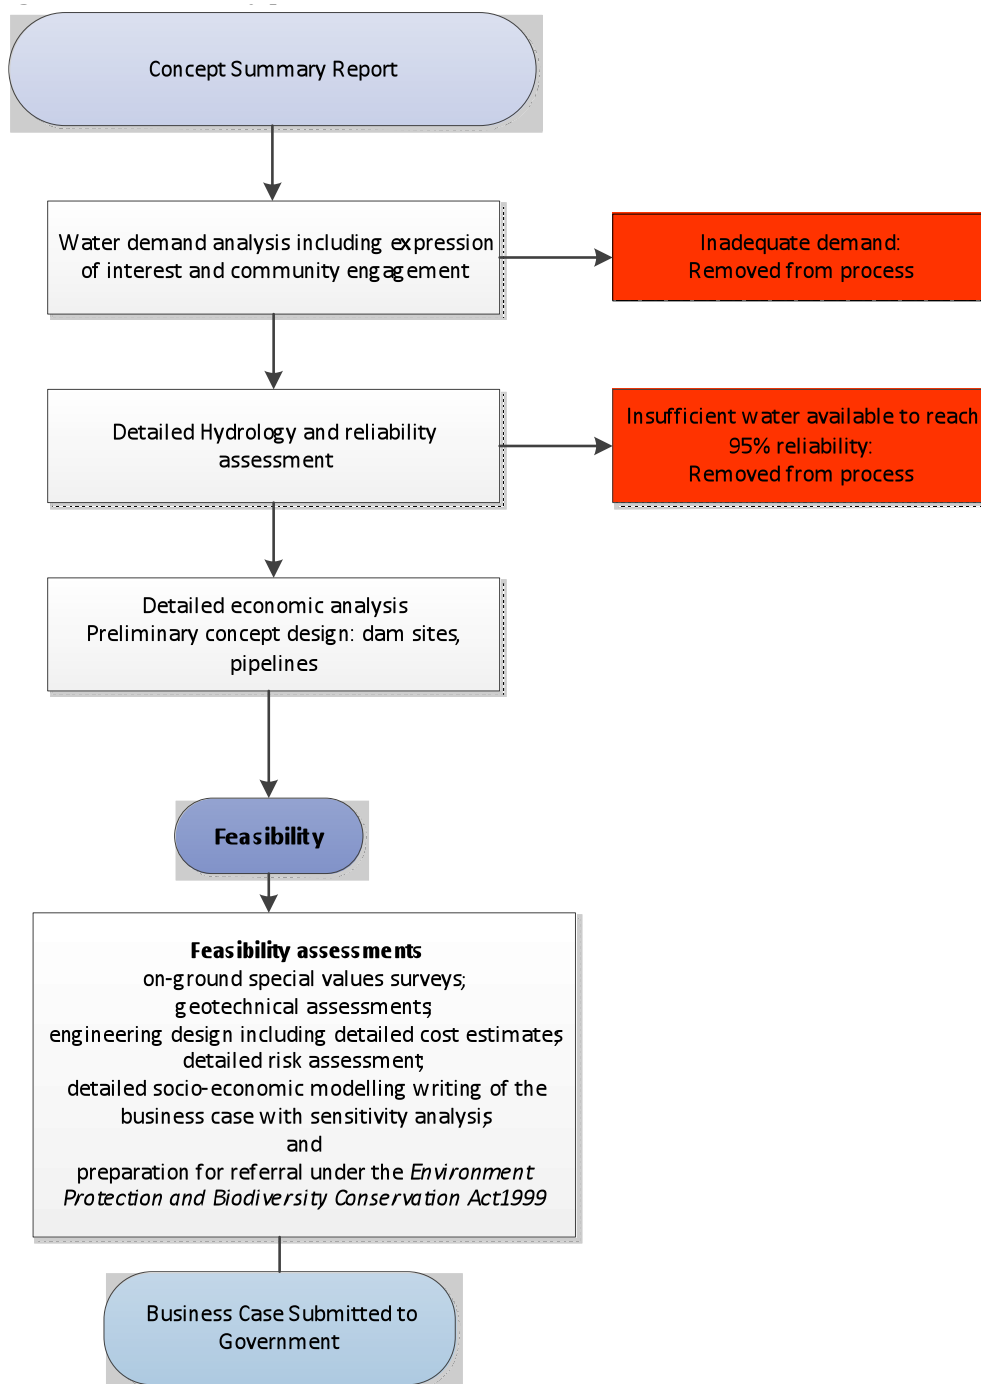 Concept Summary Report
Water demand analysis including expression
of interest and community engagement
Inadequate demand:
Removed from process
Detailed Hydrology and reliability
assessment
Insufficient water available to reach
95% reliability:
Removed from process
Detailed economic analysis
Preliminary concept design: dam sites,
pipelines
Feasibility
Feasibility assessments
on-ground special values surveys;
geotechnical assessments;
engineering design including detailed cost estimates;
detailed risk assessment;
detailed socio-economic modelling writing of the
business case with sensitivity analysis;
and
preparation for referral under the Environment
Protection and Biodiversity Conservation Act1999
Business Case Submitted to
Government